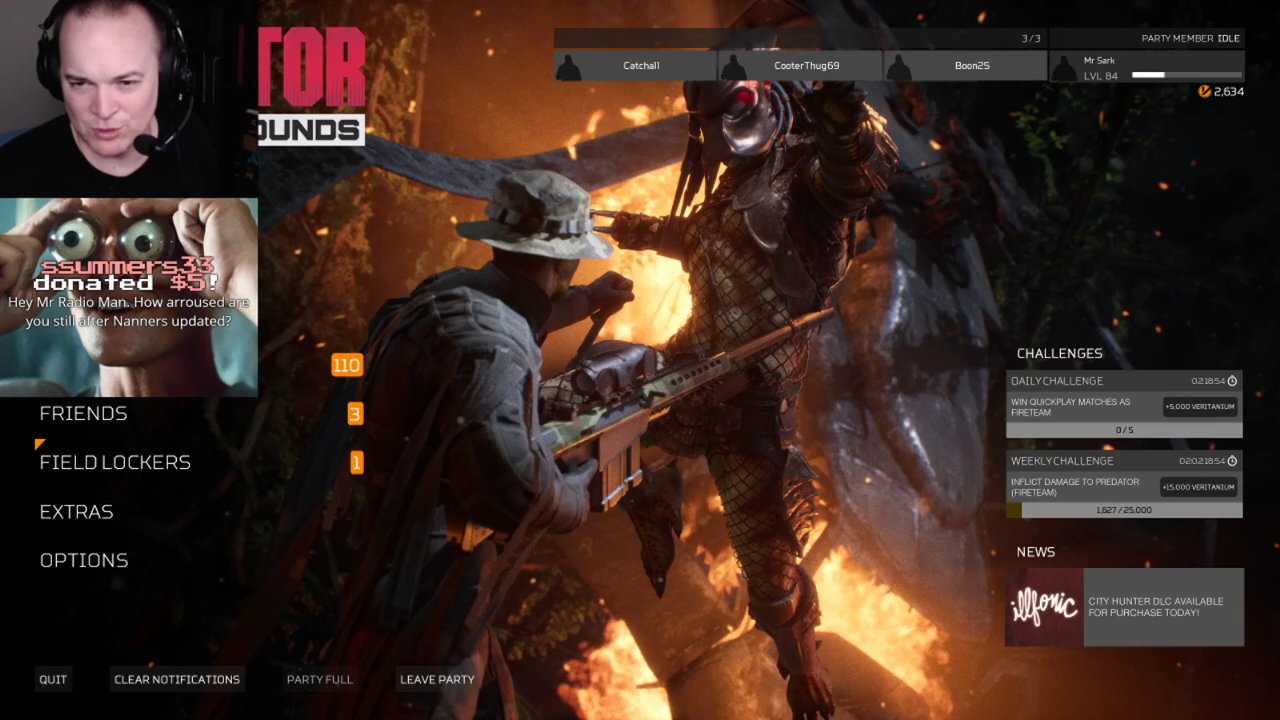 TOR
OUNDS
3/3
PARTY MEMBER IDLE
Catchall
CooterThug69
Boon25
Mr Sark
LVL 84
2,634
ssummers33
donated $5!
Hey Mr Radio Man. How arroused are
you still after Nanners updated?
110
FRIENDS
3
FIELD LOCKERS
1
EXTRAS
OPTIONS
CHALLENGES
DAILY CHALLENGE
02:18:54
WIN QUICKPLAY MATCHES AS
FIRETEAM
+5,000 VERITANIUM
0 / 5
WEEKLY CHALLENGE
D2 02:18:54
INFLICT DAMAGE TO PREDATOR
(FIRETEAM)
+15,000 VERITANIUM
1,627 / 25,000
NEWS
illfonic
CITY HUNTER DLC AVAILABLE
FOR PURCHASE TODAY!
QUIT
CLEAR NOTIFICATIONS
PARTY FULL
LEAVE PARTY